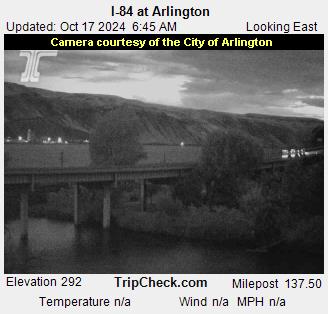 I-84 at Arlington
Updated: Oct 17 2024 6:45 AM Looking East
Camera courtesy of the City of Arlington
Elevation 292 TripCheck.com Milepost 137.50
Temperature n/a Wind n/a MPH n/a